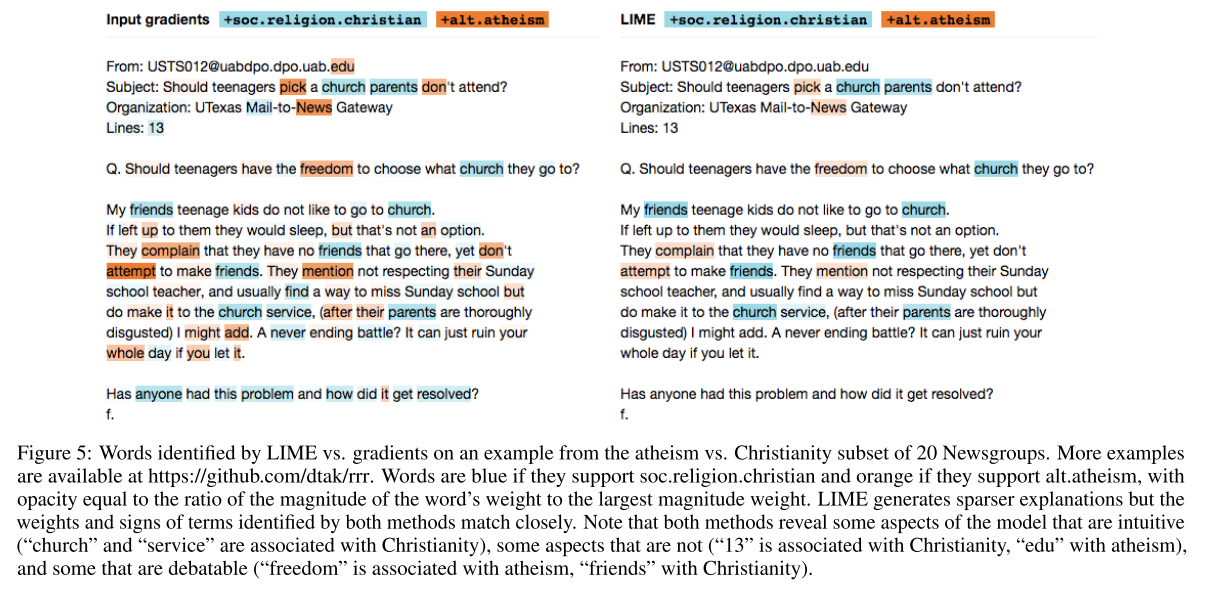 Input gradients +soc.religion.christian +alt.atheism
From: USTS012@uabdpo.dpo.uab.edu
Subject: Should teenagers pick a church parents don't attend?
Organization: UTexas Mail-to-News Gateway
Lines: 13
Q. Should teenagers have the freedom to choose what church they go to?
My friends teenage kids do not like to go to church.
If left up to them they would sleep, but that's not an option.
They complain that they have no friends that go there, yet don't
attempt to make friends. They mention not respecting their Sunday
school teacher, and usually find a way to miss Sunday school but
do make it to the church service, (after their parents are thoroughly
disgusted) I might add. A never ending battle? It can just ruin your
whole day if you let it.
Has anyone had this problem and how did it get resolved?
f.
LIME +soc.religion.christian +alt.atheism
From: USTS012@uabdpo.dpo.uab.edu
Subject: Should teenagers pick a church parents don't attend?
Organization: UTexas Mail-to-News Gateway
Lines: 13
Q. Should teenagers have the freedom to choose what church they go to?
My friends teenage kids do not like to go to church.
If left up to them they would sleep, but that's not an option.
They complain that they have no friends that go there, yet don't
attempt to make friends. They mention not respecting their Sunday
school teacher, and usually find a way to miss Sunday school but
do make it to the church service, (after their parents are thoroughly
disgusted) I might add. A never ending battle? It can just ruin your
whole day if you let it.
Has anyone had this problem and how did it get resolved?
f.
Figure 5: Words identified by LIME vs. gradients on an example from the atheism vs. Christianity subset of 20 Newsgroups. More examples
are available at https://github.com/dtak/rrr. Words are blue if they support soc.religion.christian and orange if they support alt.atheism, with
opacity equal to the ratio of the magnitude of the word's weight to the largest magnitude weight. LIME generates sparser explanations but the
weights and signs of terms identified by both methods match closely. Note that both methods reveal some aspects of the model that are intuitive
(“church” and “service” are associated with Christianity), some aspects that are not (“13” is associated with Christianity, “edu” with atheism),
and some that are debatable (“freedom” is associated with atheism, “friends” with Christianity).